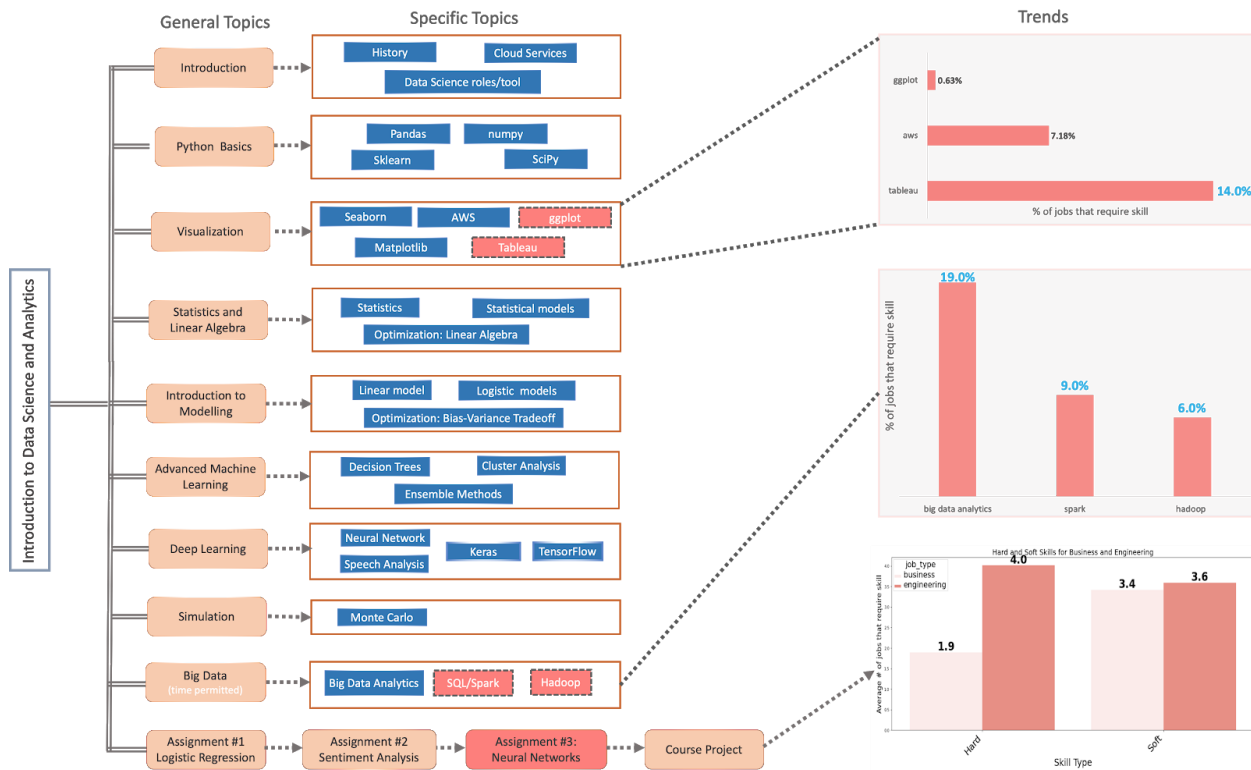 General Topics
Specific Topics
Trends
Introduction to Data Science and Analytics
Introduction
History
Cloud Services
Data Science roles/tool
Python Basics
Pandas
numpy
Sklearn
SciPy
Visualization
Seaborn
AWS
ggplot
Matplotlib
Tableau
Statistics and
Linear Algebra
Statistics
Statistical models
Optimization: Linear Algebra
Introduction to
Modelling
Linear model
Logistic models
Optimization: Bias-Variance Tradeoff
Advanced Machine
Learning
Decision Trees
Cluster Analysis
Ensemble Methods
Deep Learning
Neural Network
Keras
TensorFlow
Speech Analysis
Simulation
Monte Carlo
Big Data
(time permitted)
Big Data Analytics
SQL/Spark
Hadoop
Assignment #1
Logistic Regression
Assignment #2
Sentiment Analysis
Assignment #3:
Neural Networks
Course Project
ggplot
0.63%
aws
7.18%
tableau
14.0%
% of jobs that require skill
% of jobs that require skill
19.0%
9.0%
6.0%
big data analytics
spark
hadoop
Hard and Soft Skills for Business and Engineering
job_type
business
engineering
Average # of jobs that require skill
1.9
4.0
3.4
3.6
Hard
Soft
Skill Type